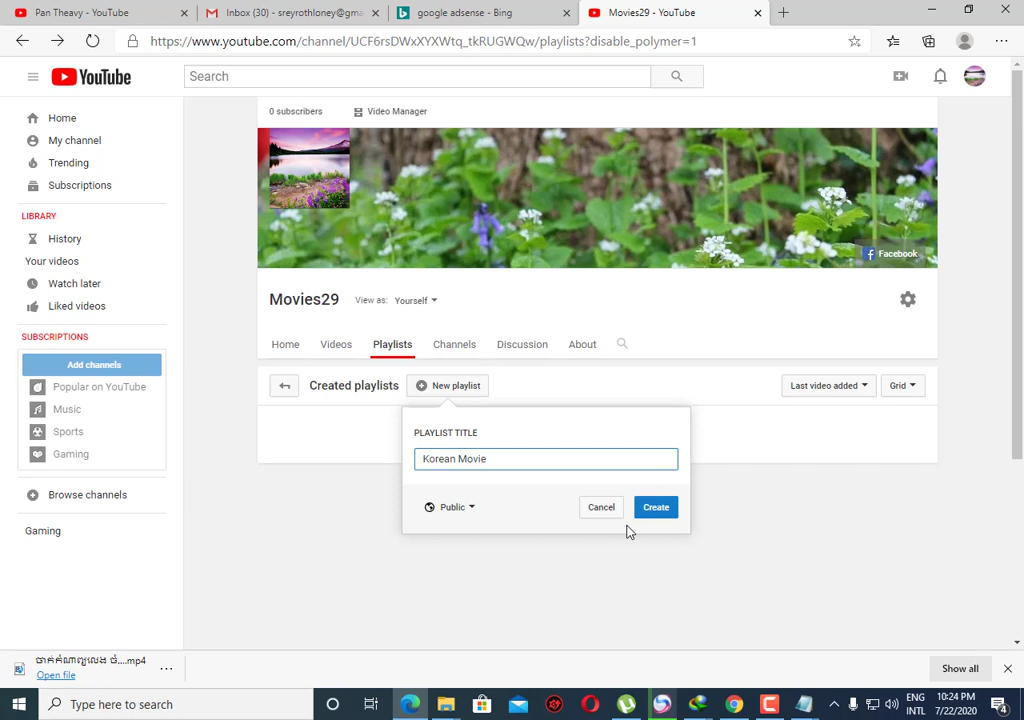 Pan Theavy - YouTube
Inbox (30) - sreyrothloney@gma
google adsense - Bing
Movies29 - YouTube
https://www.youtube.com/channel/UCF6rsDWxXYXWtq_tkRUGWQw/playlists?disable_polymer=1
YouTube
Search
Home
My channel
Trending
Subscriptions
LIBRARY
History
Your videos
Watch later
Liked videos
SUBSCRIPTIONS
Add channels
Popular on YouTube
Music
Sports
Gaming
Browse channels
Gaming
0 subscribers
Video Manager
Facebook
Movies29
View as: Yourself
Home Videos Playlists Channels Discussion About
Created playlists
New playlist
Last video added
Grid
PLAYLIST TITLE
Korean Movie
Public
Cancel
Create
Open file
Show all
Type here to search
ENG
INTL
10:24 PM
7/22/2020
4